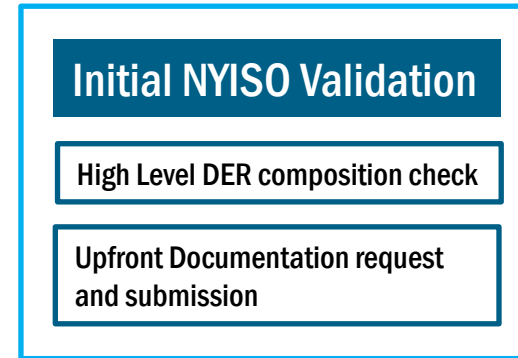 Initial NYISO Validation
High Level DER composition check
Upfront Documentation request
and submission